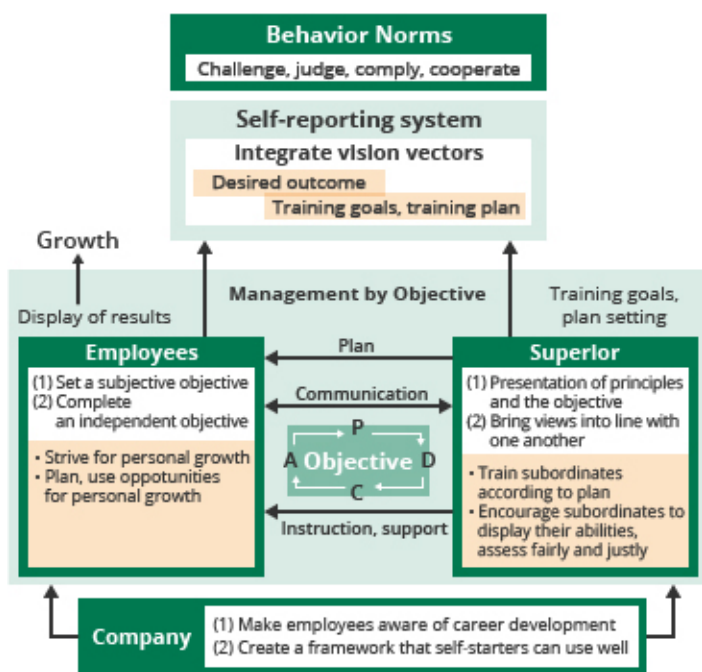 Behavior Norms
Challenge, judge, comply, cooperate
Self-reporting system
Integrate vision vectors
Desired outcome
Training goals, training plan
Growth
Management by Objective
Training goals,
plan setting
Display of results
Employees
(1) Set a subjective objective
(2) Complete
an independent objective
• Strive for personal growth
• Plan, use oppotunities
for personal growth
Plan
Communication
P
A
Objective
D
C
Instruction, support
Superlor
(1) Presentation of principles
and the objective
(2) Bring views into line with
one another
• Train subordinates
according to plan
• Encourage subordinates to
display their abilities,
assess fairly and justly
Company
(1) Make employees aware of career development
(2) Create a framework that self-starters can use well